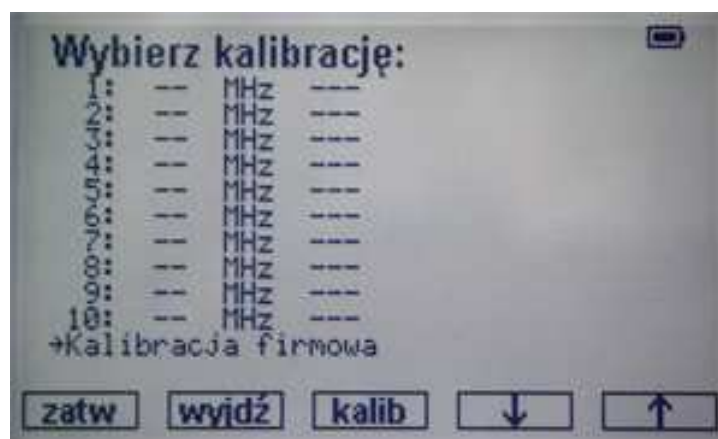 Wybierz kalibrację:
1: -- MHz ---
2: -- MHz ---
3: -- MHz ---
4: -- MHz ---
5: -- MHz ---
6: -- MHz ---
7: -- MHz ---
8: -- MHz ---
9: -- MHz ---
10: -- MHz ---
→Kalibracja firmowa
zatw wyjdź kalib ↓ ↑